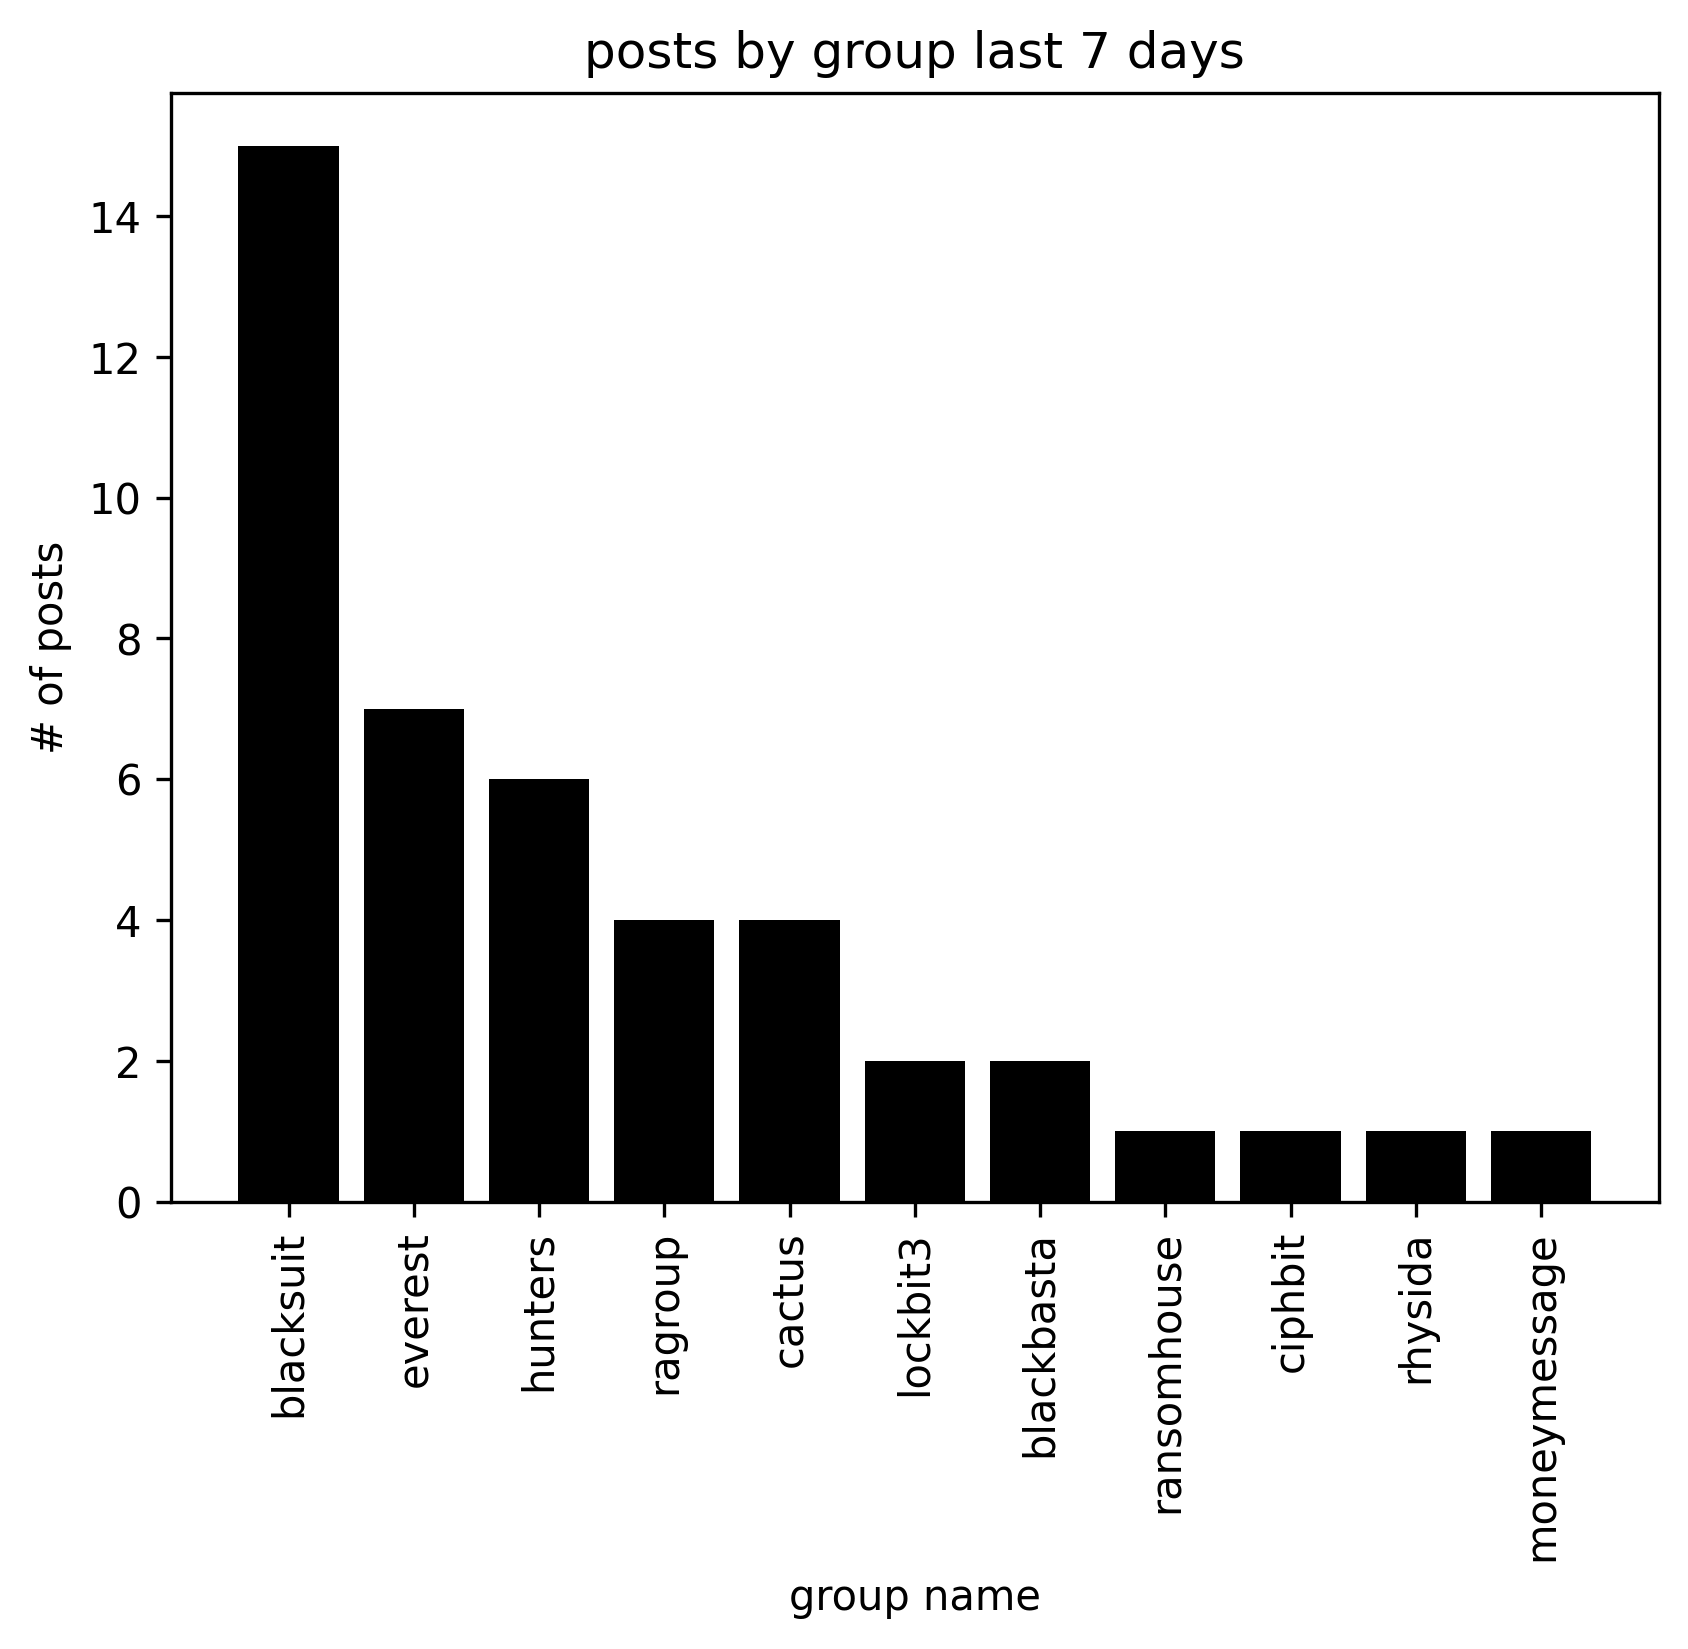 posts by group last 7 days
# of posts
14
12
10
8
6
4
2
0
blacksuit
everest
hunters
ragroup
cactus
lockbit3
blackbasta
ransomhouse
ciphbit
rhysida
moneymessage
group name